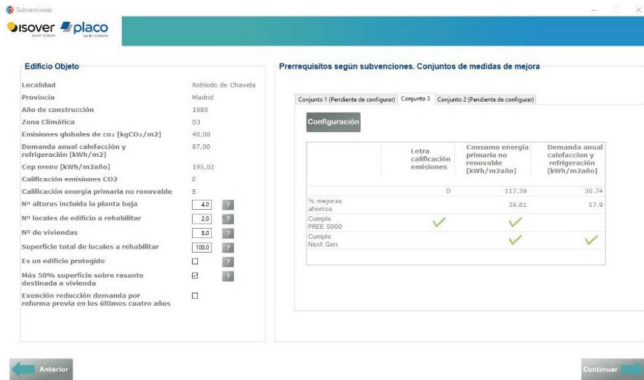 Subvenciones
isover
SAINT-GOBAIN
placo
SAINT-GOBAIN
Edificio Objeto
Localidad Robledo de Chavela
Provincia Madrid
Año de construcción 1980
Zona Climática D3
Emisiones globales de co2 [kgCO2/m2] 40,00
Demanda anual calefacción y
refrigeración [kWh/m2] 87,00
Cep nremv [kWh/m2año] 195,02
Calificación emisiones CO2 E
Calificación energía primaria no renovable E
Nº alturas incluida la planta baja 4.0 ?
Nº locales de edificio a rehabilitar 2.0 ?
Nº de viviendas 8.0 ?
Superficie total de locales a rehabilitar 100.0 ?
Es un edificio protegido ?
Más 50% superficie sobre rasante
destinada a vivienda ?
Exención reducción demanda por
reforma previa en los últimos cuatro años
Prerrequisitos según subvenciones. Conjuntos de medidas de mejora
Conjunto 1 (Pendiente de configurar) Conjunto 3 Conjunto 2 (Pendiente de configurar)
Configuración
Letra
calificación
emisiones
Consumo energía
primaria no
renovable
[kWh/m2año]
Demanda anual
calefaccion y
refrigeración
[kWh/m2año)
D 117.39 36.74
% mejoras
ahorros 39.81 57.9
Cumple
PREE 5000
Cumple
Next Gen
Anterior
Continuar